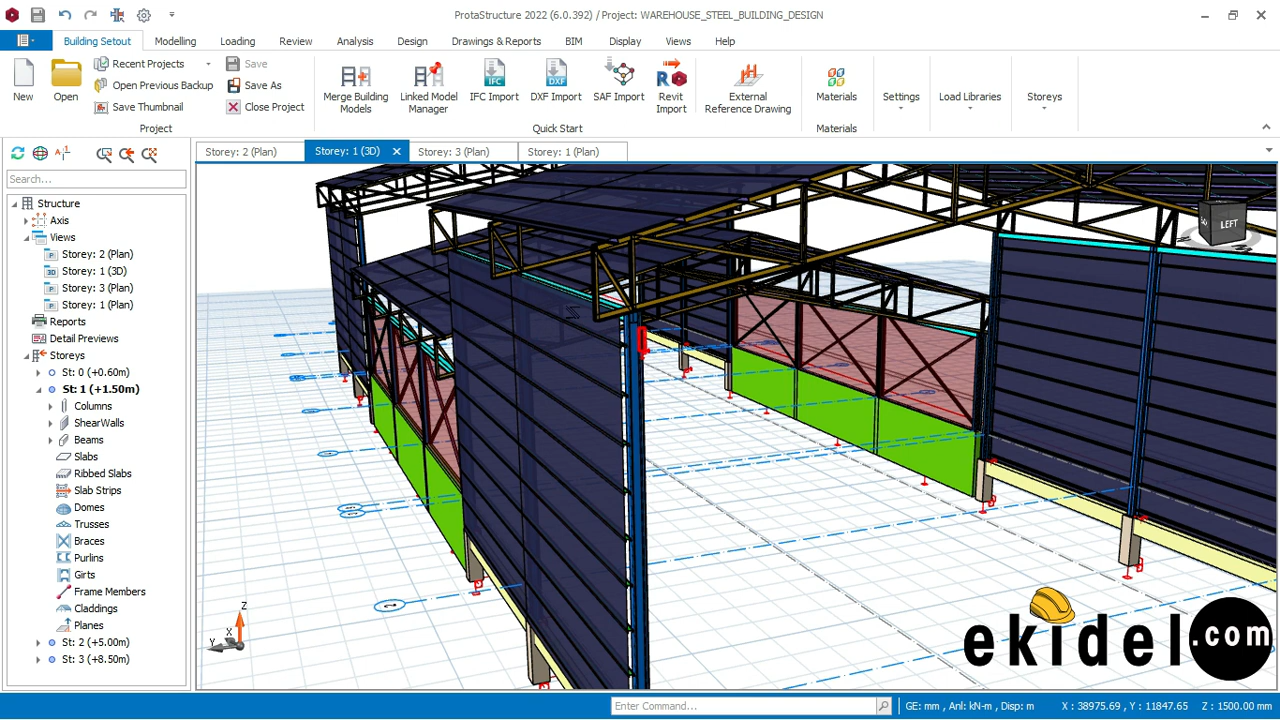 ProtaStructure 2022 (6.0.392) / Project: WAREHOUSE_STEEL_BUILDING_DESIGN
Building Setout Modelling Loading Review Analysis Design Drawings & Reports BIM Display Views Help
New
Open
Recent Projects
Open Previous Backup
Save Thumbnail
Save
Save As
Close Project
Project
Merge Building
Models
Linked Model
Manager
IFC Import
DXF Import
SAF Import
Revit
Import
External
Reference Drawing
Quick Start
Materials
Materials
Settings
Load Libraries
Storeys
Storey: 2 (Plan)
Storey: 1 (3D)
Storey: 3 (Plan)
Storey: 1 (Plan)
Search...
Structure
Axis
Views
Storey: 2 (Plan)
Storey: 1 (3D)
Storey: 3 (Plan)
Storey: 1 (Plan)
Reports
Detail Previews
Storeys
St: 0 (+0.60m)
St: 1 (+1.50m)
Columns
ShearWalls
Beams
Slabs
Ribbed Slabs
Slab Strips
Domes
Trusses
Braces
Purlins
Girts
Frame Members
Claddings
Planes
St: 2 (+5.00m)
St: 3 (+8.50m)
LEFT
Z
X
Y
ekidel.com
Enter Command...
GE: mm , Anl: kN-m , Disp: m
X : 38975.69 , Y : 11847.65
Z : 1500.00 mm